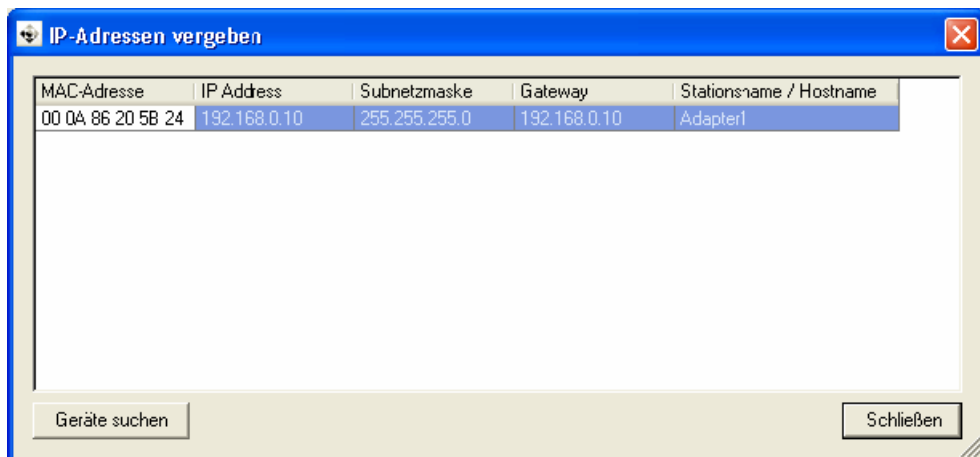 IP-Adressen vergeben
MAC-Adresse IP Address Subnetzmaske Gateway Stationsname / Hostname
00 0A 86 20 5B 24 192.168.0.10 255.255.255.0 192.168.0.10 Adapter1
Geräte suchen Schließen